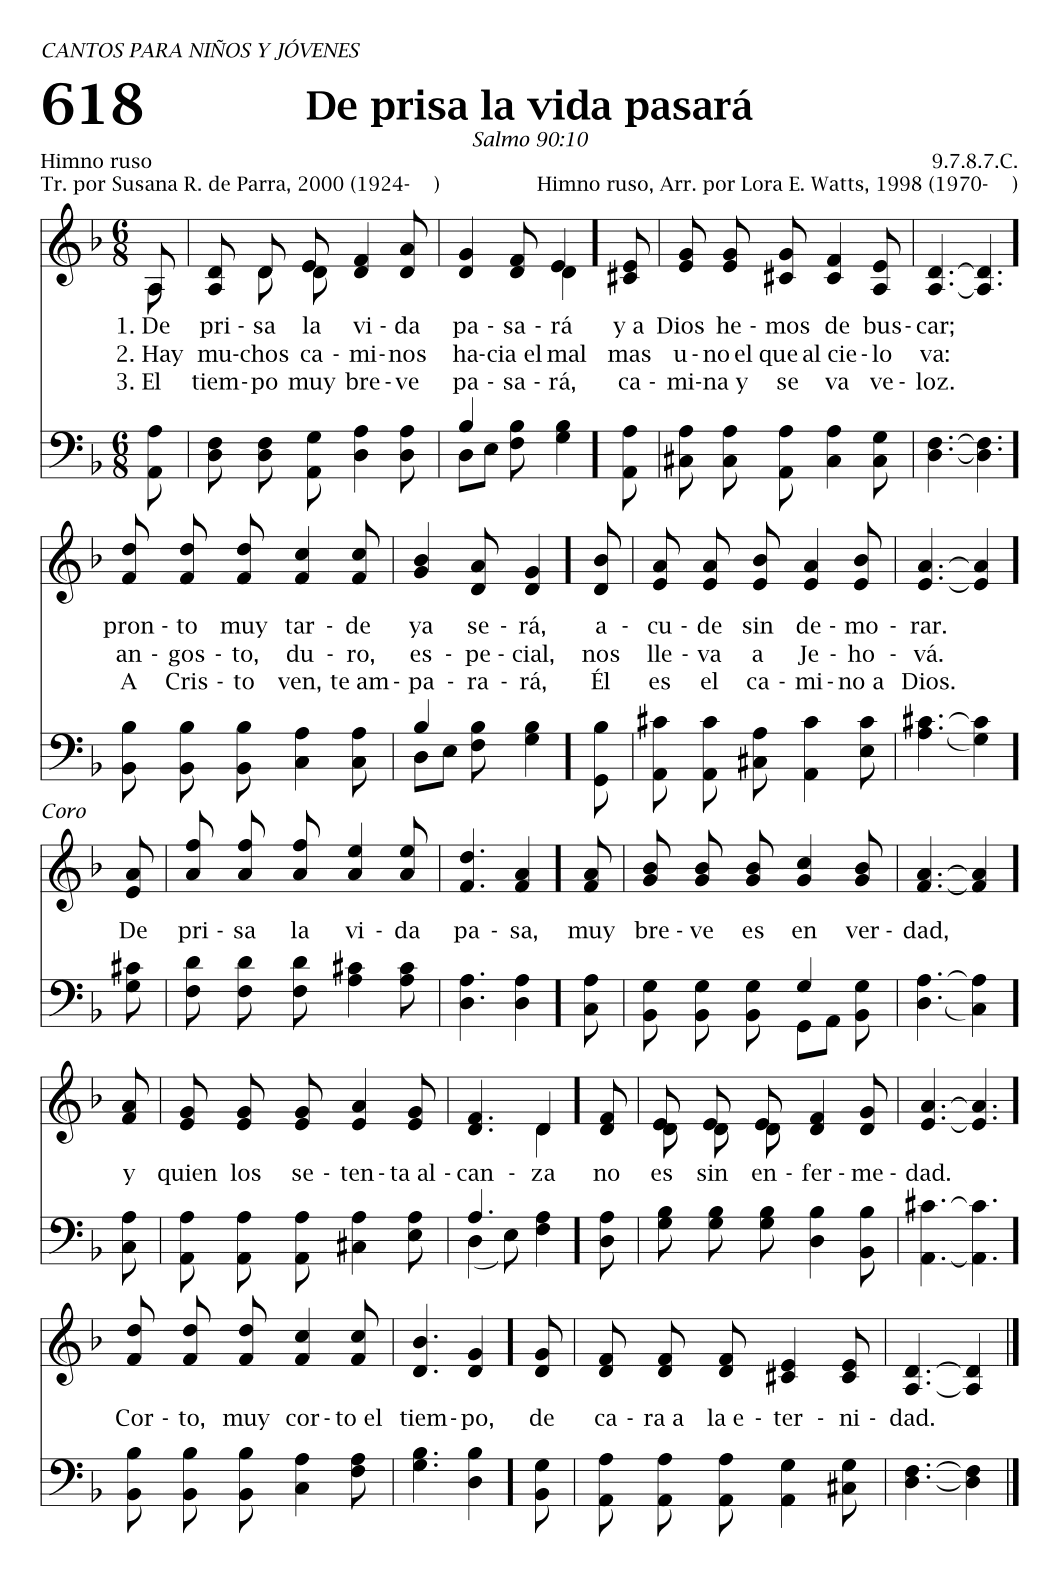 CANTOS PARA NIÑOS Y JÓVENES
618
De prisa la vida pasará
Salmo 90:10
Himno ruso
9.7.8.7.C.
Tr. por Susana R. de Parra, 2000 (1924-    )
Himno ruso, Arr. por Lora E. Watts, 1998 (1970-    )
6
8
1. De pri - sa la vi - da pa - sa - rá y a Dios he - mos de bus - car;
2. Hay mu - chos ca - mi - nos ha - cia el mal mas u - no el que al cie - lo va:
3. El tiem - po muy bre - ve pa - sa - rá, ca - mi - na y se va ve - loz.
6
8
pron - to muy tar - de ya se - rá, a - cu - de sin de - mo - rar.
an - gos - to, du - ro, es - pe - cial, nos lle - va a Je - ho - vá.
A Cris - to ven, te am - pa - ra - rá, Él es el ca - mi - no a Dios.
Coro
De pri - sa la vi - da pa - sa, muy bre - ve es en ver - dad,
y quien los se - ten - ta al - can - za no es sin en - fer - me - dad.
Cor - to, muy cor - to el tiem - po, de ca - ra a la e - ter - ni - dad.